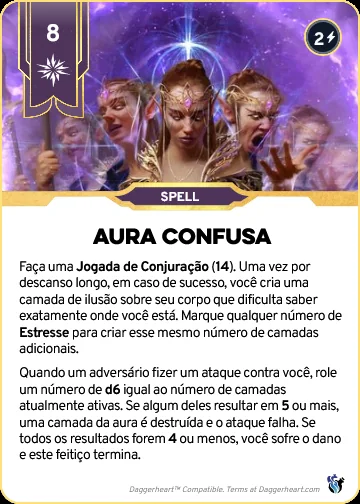 8
2
SPELL
AURA CONFUSA
Faça uma Jogada de Conjuração (14). Uma vez por
descanso longo, em caso de sucesso, você cria uma
camada de ilusão sobre seu corpo que dificulta saber
exatamente onde você está. Marque qualquer número de
Estresse para criar esse mesmo número de camadas
adicionais.
Quando um adversário fizer um ataque contra você, role
um número de d6 igual ao número de camadas
atualmente ativas. Se algum deles resultar em 5 ou mais,
uma camada da aura é destruída e o ataque falha. Se
todos os resultados forem 4 ou menos, você sofre o dano
e este feitiço termina.
Daggerheart™ Compatible. Terms at Daggerheart.com